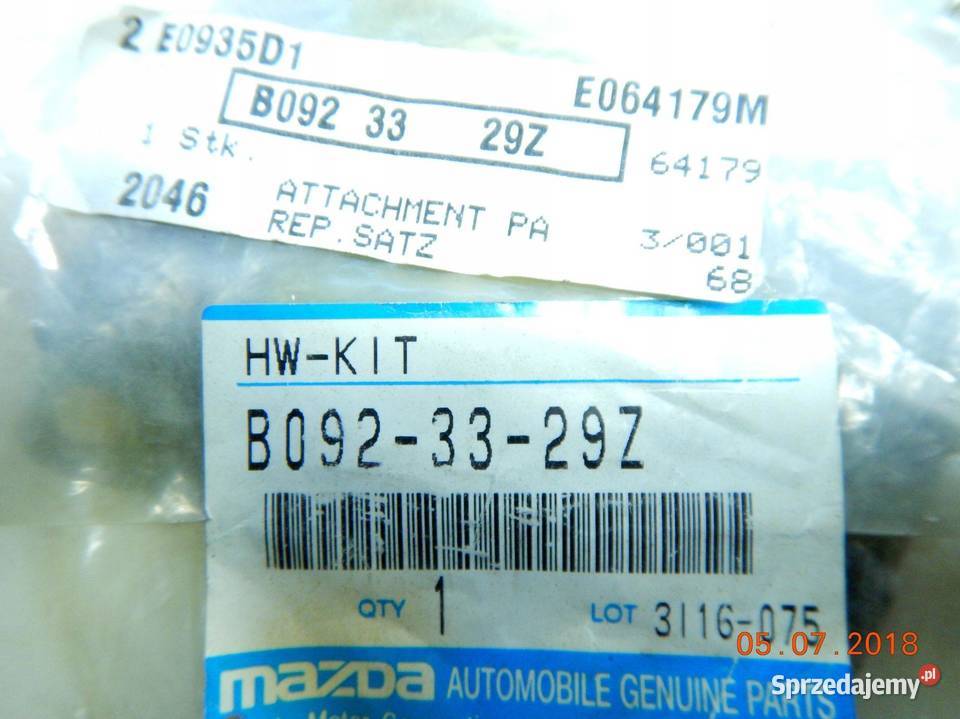 2 E0935D1
E064179M
B092 33 29Z
1 Stk.
64179
2046
ATTACHMENT PA
REP.SATZ
3/001
68
HW-KIT
B092-33-29Z
QTY 1
LOT 3I16-075
05.07.2018
mazda AUTOMOBILE GENUINE PARTS
Sprzedajemy.pl